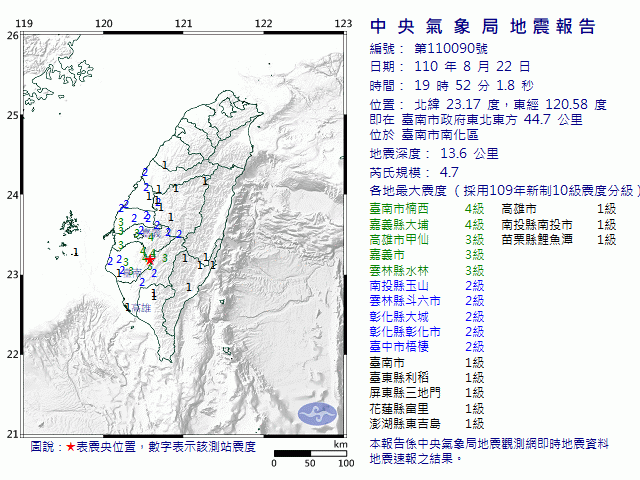 中央氣象局地震報告
編號： 第110090號
日期： 110 年 8 月 22 日
時間： 19 時 52 分 1.8 秒
位置： 北緯 23.17 度，東經 120.58 度
即在 臺南市政府東北東方 44.7 公里
位於 臺南市南化區
地震深度： 13.6 公里
芮氏規模： 4.7
各地最大震度（採用109年新制10級震度分級）
臺南市楠西 4級 高雄市 1級
嘉義縣大埔 4級 南投縣南投市 1級
高雄市甲仙 3級 苗栗縣鯉魚潭 1級
嘉義市 3級
雲林縣水林 3級
南投縣玉山 2級
雲林縣斗六市 2級
彰化縣大城 2級
彰化縣彰化市 2級
臺中市梧棲 2級
臺南市 1級
臺東縣利稻 1級
屏東縣三地門 1級
花蓮縣富里 1級
澎湖縣東吉島 1級
本報告係中央氣象局地震觀測網即時地震資料
地震速報之結果。
119 120 121 122 123
26
25
24
23
22
21
高雄
圖說：★表震央位置，數字表示該測站震度
km
0 50 100